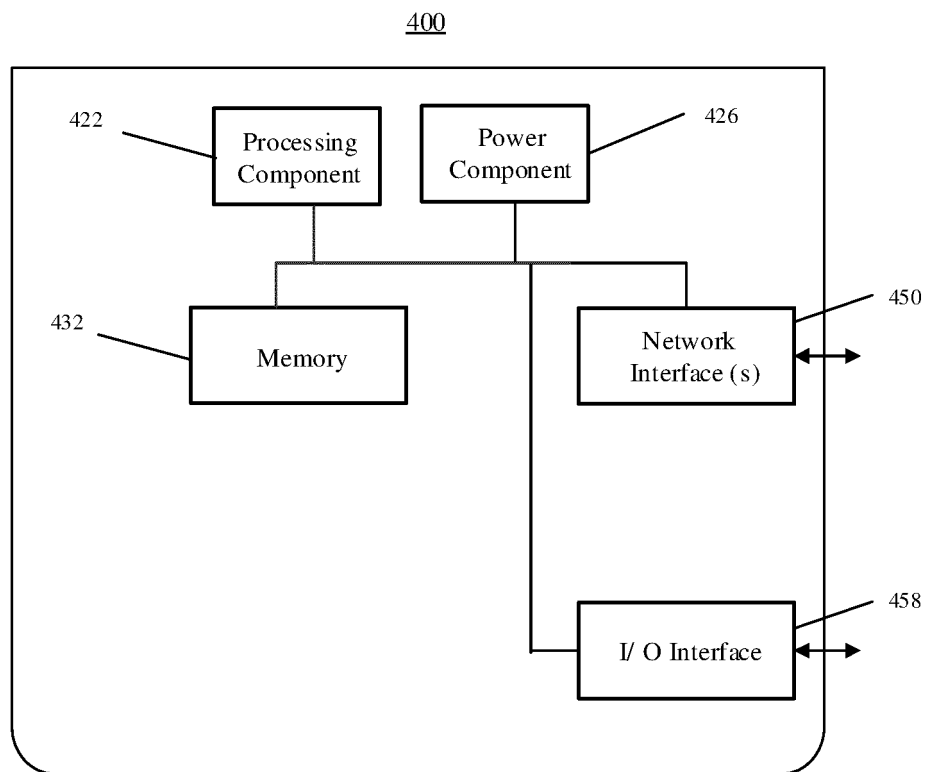 400
422
Processing
Component
Power
Component
426
432
Memory
Network
Interface (s)
450
I/ O Interface
458